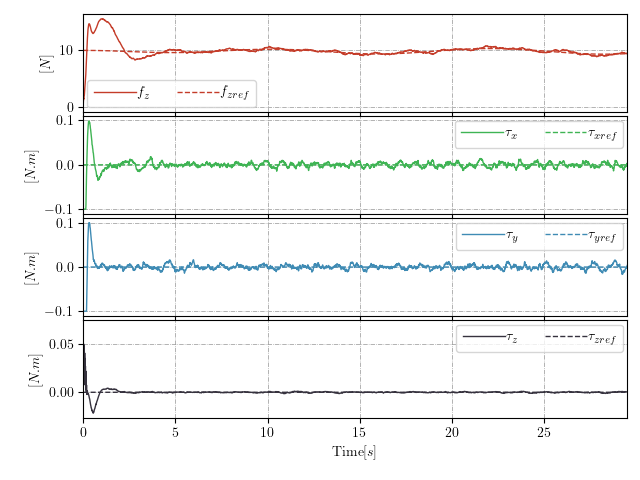 [N]
10
0
f_z
f_zref
[N.m]
0.1
0.0
−0.1
τ_x
τ_xref
[N.m]
0.1
0.0
−0.1
τ_y
τ_yref
[N.m]
0.05
0.00
τ_z
τ_zref
0 5 10 15 20 25
Time[s]